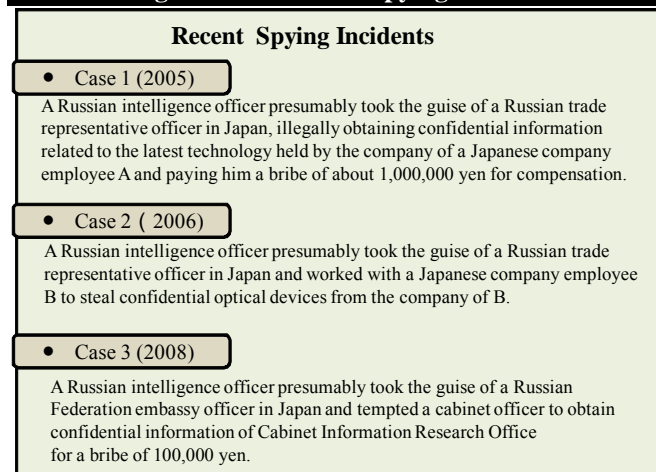 Recent Spying Incidents
• Case 1 (2005)
A Russian intelligence officer presumably took the guise of a Russian trade
representative officer in Japan, illegally obtaining confidential information
related to the latest technology held by the company of a Japanese company
employee A and paying him a bribe of about 1,000,000 yen for compensation.
• Case 2 ( 2006)
A Russian intelligence officer presumably took the guise of a Russian trade
representative officer in Japan and worked with a Japanese company employee
B to steal confidential optical devices from the company of B.
• Case 3 (2008)
A Russian intelligence officer presumably took the guise of a Russian
Federation embassy officer in Japan and tempted a cabinet officer to obtain
confidential information of Cabinet Information Research Office
for a bribe of 100,000 yen.